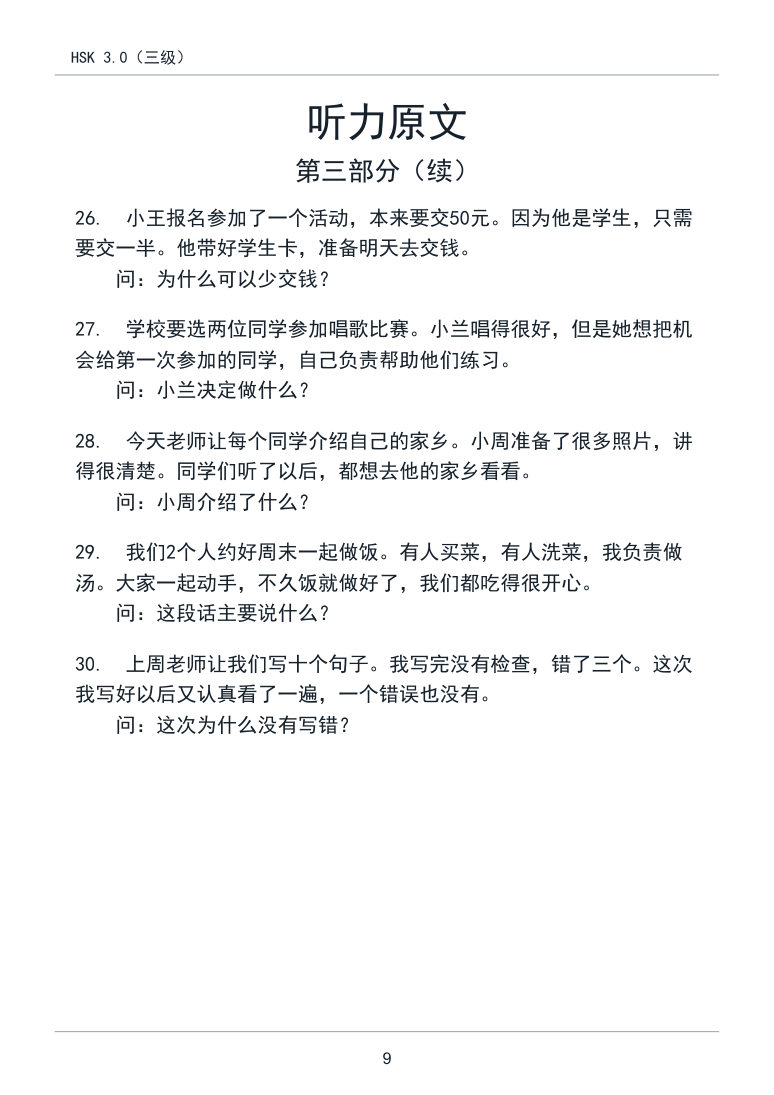 HSK 3.0（三级）
听力原文
第三部分（续）
26. 小王报名参加了一个活动，本来要交50元。因为他是学生，只需
要交一半。他带好学生卡，准备明天去交钱。
问：为什么可以少交钱？
27. 学校要选两位同学参加唱歌比赛。小兰唱得很好，但是她想把机
会给第一次参加的同学，自己负责帮助他们练习。
问：小兰决定做什么？
28. 今天老师让每个同学介绍自己的家乡。小周准备了很多照片，讲
得很清楚。同学们听了以后，都想去他的家乡看看。
问：小周介绍了什么？
29. 我们2个人约好周末一起做饭。有人买菜，有人洗菜，我负责做
汤。大家一起动手，不久饭就做好了，我们都吃得很开心。
问：这段话主要说什么？
30. 上周老师让我们写十个句子。我写完没有检查，错了三个。这次
我写好以后又认真看了一遍，一个错误也没有。
问：这次为什么没有写错？
9